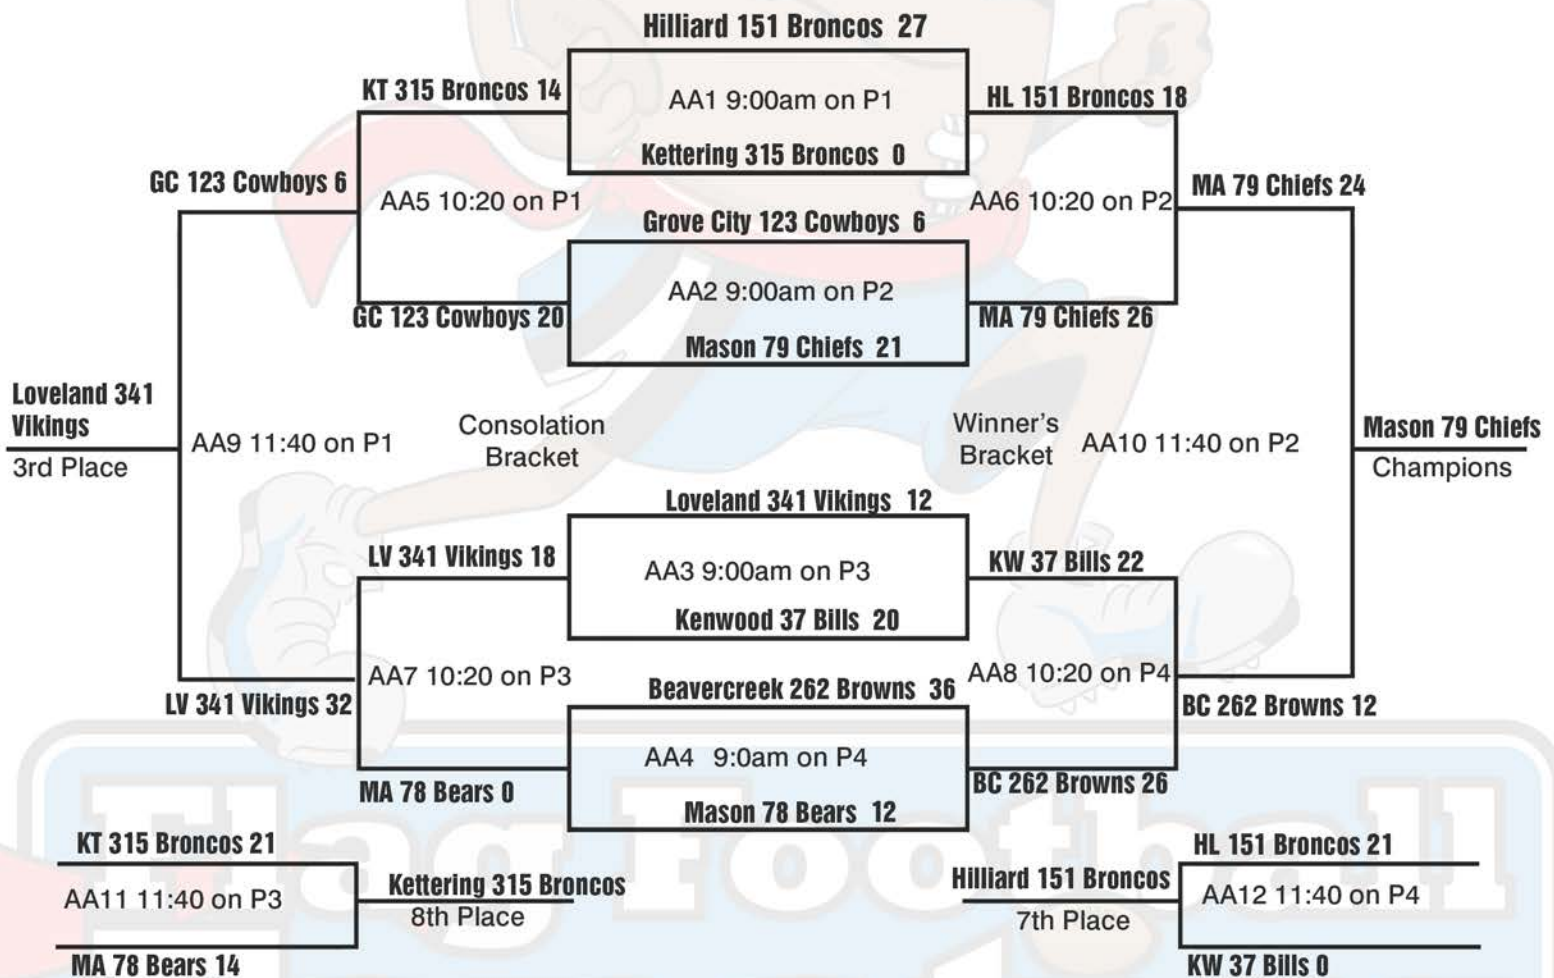 Hilliard 151 Broncos 27
KT 315 Broncos 14
AA1 9:00am on P1
HL 151 Broncos 18
Kettering 315 Broncos 0
GC 123 Cowboys 6
MA 79 Chiefs 24
AA5 10:20 on P1
AA6 10:20 on P2
Grove City 123 Cowboys 6
AA2 9:00am on P2
GC 123 Cowboys 20
MA 79 Chiefs 26
Mason 79 Chiefs 21
Loveland 341
Vikings
3rd Place
AA9 11:40 on P1
Consolation
Bracket
Winner's
Bracket
AA10 11:40 on P2
Mason 79 Chiefs
Champions
Loveland 341 Vikings 12
LV 341 Vikings 18
AA3 9:00am on P3
KW 37 Bills 22
Kenwood 37 Bills 20
AA7 10:20 on P3
AA8 10:20 on P4
Beavercreek 262 Browns 36
LV 341 Vikings 32
BC 262 Browns 12
AA4 9:0am on P4
MA 78 Bears 0
BC 262 Browns 26
Mason 78 Bears 12
KT 315 Broncos 21
AA11 11:40 on P3
MA 78 Bears 14
Kettering 315 Broncos
8th Place
Hilliard 151 Broncos
7th Place
HL 151 Broncos 21
AA12 11:40 on P4
KW 37 Bills 0
Flag Football